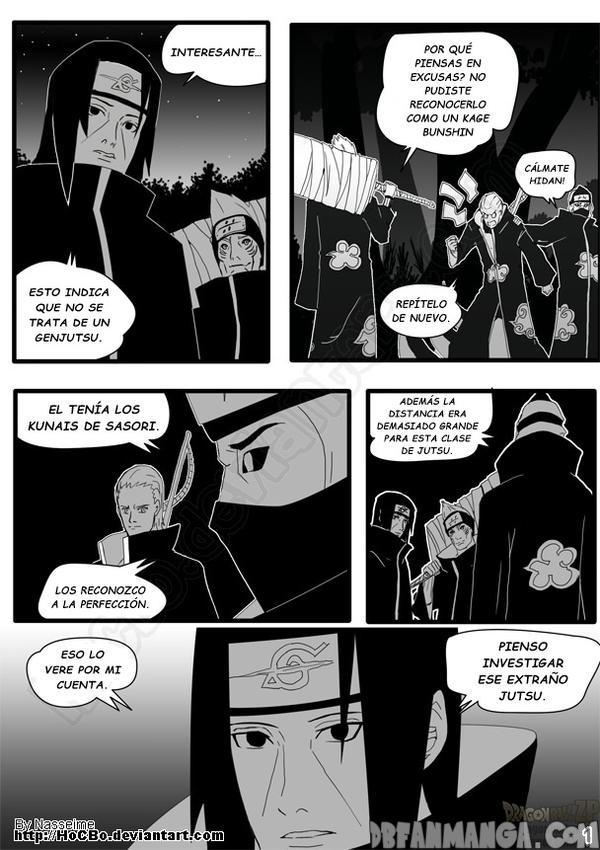 INTERESANTE...
ESTO INDICA
QUE NO SE
TRATA DE UN
GENJUTSU.
POR QUÉ
PIENSAS EN
EXCUSAS? NO
PUDISTE
RECONOCERLO
COMO UN KAGE
BUNSHIN
CÁLMATE
HIDAN!
REPÍTELO
DE NUEVO.
EL TENÍA LOS
KUNAIS DE SASORI.
LOS RECONOZCO
A LA PERFECCIÓN.
ADEMÁS LA
DISTANCIA ERA
DEMASIADO GRANDE
PARA ESTA CLASE
DE JUTSU.
ESO LO
VERE POR MI
CUENTA.
PIENSO
INVESTIGAR
ESE EXTRAÑO
JUTSU.
By Nasseime
http://HoCBo.deviantart.com
DBFANMANGA.COM
1